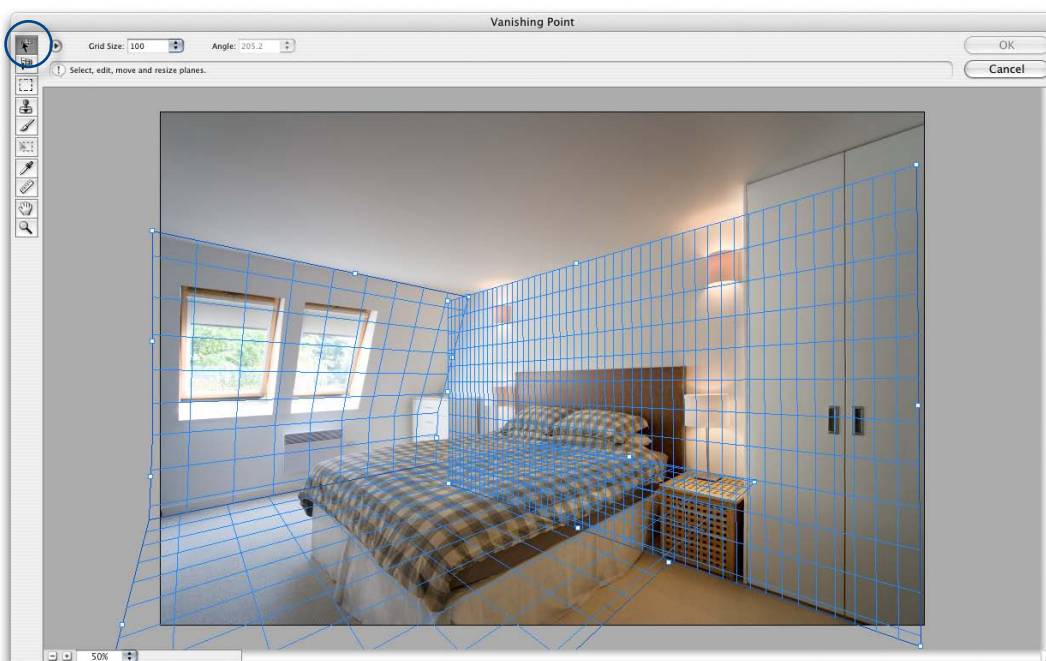 Vanishing Point
Grid Size: 100 Angle: 205.2 OK
Select, edit, move and resize planes. Cancel
50%